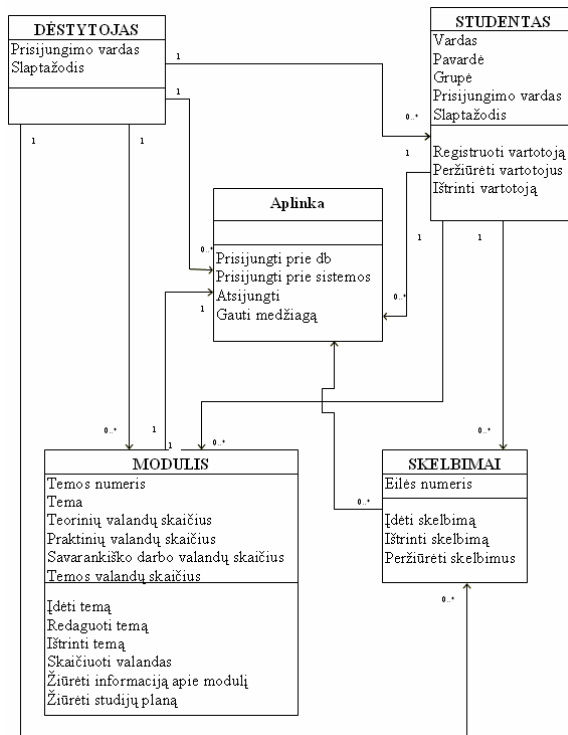 DĖSTYTOJAS
Prisijungimo vardas
Slaptažodis
STUDENTAS
Vardas
Pavardė
Grupė
Prisijungimo vardas
Slaptažodis
Registruoti vartotoją
Peržiūrėti vartotojus
Ištrinti vartotoją
1
0..*
1
1
1
1
1
1
Aplinka
Prisijungti prie db
Prisijungti prie sistemos
Atsijungti
Gauti medžiagą
0..*
1
0..*
0..*
1
1
0..*
0..*
MODULIS
Temos numeris
Tema
Teorinių valandų skaičius
Praktinių valandų skaičius
Savarankiško darbo valandų skaičius
Temos valandų skaičius
Įdėti temą
Redaguoti temą
Ištrinti temą
Skaičiuoti valandas
Žiūrėti informaciją apie modulį
Žiūrėti studijų planą
SKELBIMAI
Eilės numeris
Įdėti skelbimą
Ištrinti skelbimą
Peržiūrėti skelbimus
0..*
0..*